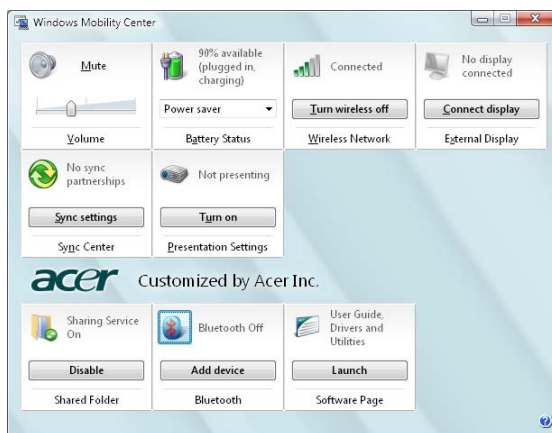 Windows Mobility Center
Mute
Volume
90% available
(plugged in,
charging)
Power saver
Battery Status
Connected
Turn wireless off
Wireless Network
No display
connected
Connect display
External Display
No sync
partnerships
Sync settings
Sync Center
Not presenting
Turn on
Presentation Settings
acer Customized by Acer Inc.
Sharing Service
On
Disable
Shared Folder
Bluetooth Off
Add device
Bluetooth
User Guide,
Drivers and
Utilities
Launch
Software Page